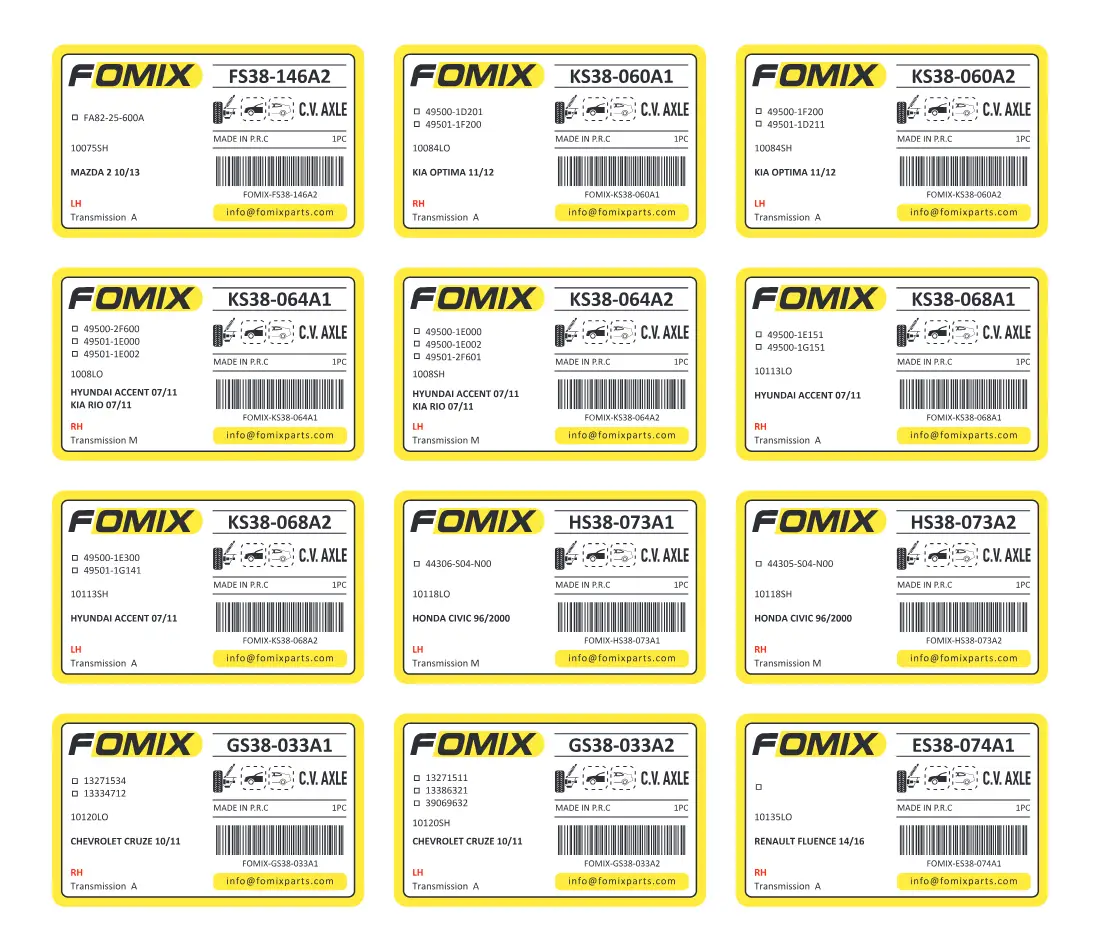 FOMIX
FS38-146A2
FA82-25-600A
C.V. AXLE
MADE IN P.R.C 1PC
10075SH
MAZDA 2 10/13
FOMIX-FS38-146A2
LH
Transmission A
info@fomixparts.com
FOMIX
KS38-060A1
49500-1D201
49501-1F200
C.V. AXLE
MADE IN P.R.C 1PC
10084LO
KIA OPTIMA 11/12
FOMIX-KS38-060A1
RH
Transmission A
info@fomixparts.com
FOMIX
KS38-060A2
49500-1F200
49501-1D211
C.V. AXLE
MADE IN P.R.C 1PC
10084SH
KIA OPTIMA 11/12
FOMIX-KS38-060A2
LH
Transmission A
info@fomixparts.com
FOMIX
KS38-064A1
49500-2F600
49501-1E000
49501-1E002
C.V. AXLE
MADE IN P.R.C 1PC
1008LO
HYUNDAI ACCENT 07/11
KIA RIO 07/11
FOMIX-KS38-064A1
RH
Transmission M
info@fomixparts.com
FOMIX
KS38-064A2
49500-1E000
49500-1E002
49501-2F601
C.V. AXLE
MADE IN P.R.C 1PC
1008SH
HYUNDAI ACCENT 07/11
KIA RIO 07/11
FOMIX-KS38-064A2
LH
Transmission M
info@fomixparts.com
FOMIX
KS38-068A1
49500-1E151
49500-1G151
C.V. AXLE
MADE IN P.R.C 1PC
10113LO
HYUNDAI ACCENT 07/11
FOMIX-KS38-068A1
RH
Transmission A
info@fomixparts.com
FOMIX
KS38-068A2
49500-1E300
49501-1G141
C.V. AXLE
MADE IN P.R.C 1PC
10113SH
HYUNDAI ACCENT 07/11
FOMIX-KS38-068A2
LH
Transmission A
info@fomixparts.com
FOMIX
HS38-073A1
44306-S04-N00
C.V. AXLE
MADE IN P.R.C 1PC
10118LO
HONDA CIVIC 96/2000
FOMIX-HS38-073A1
LH
Transmission M
info@fomixparts.com
FOMIX
HS38-073A2
44305-S04-N00
C.V. AXLE
MADE IN P.R.C 1PC
10118SH
HONDA CIVIC 96/2000
FOMIX-HS38-073A2
RH
Transmission M
info@fomixparts.com
FOMIX
GS38-033A1
13271534
13334712
C.V. AXLE
MADE IN P.R.C 1PC
10120LO
CHEVROLET CRUZE 10/11
FOMIX-GS38-033A1
RH
Transmission A
info@fomixparts.com
FOMIX
GS38-033A2
13271511
13386321
39069632
C.V. AXLE
MADE IN P.R.C 1PC
10120SH
CHEVROLET CRUZE 10/11
FOMIX-GS38-033A2
LH
Transmission A
info@fomixparts.com
FOMIX
ES38-074A1
C.V. AXLE
MADE IN P.R.C 1PC
10135LO
RENAULT FLUENCE 14/16
FOMIX-ES38-074A1
RH
Transmission A
info@fomixparts.com